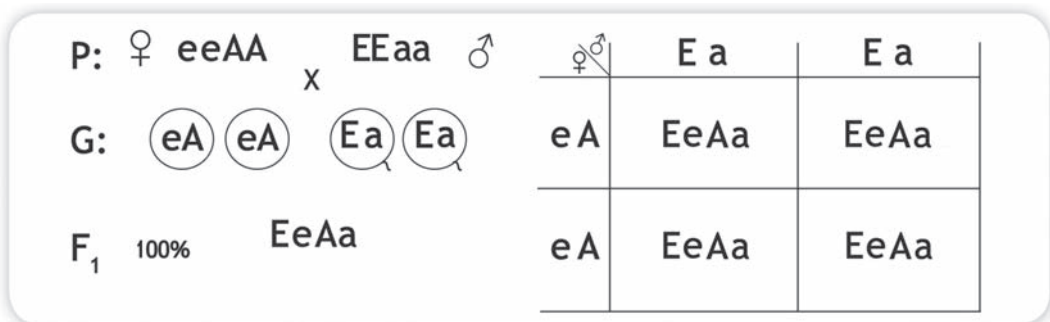 P: ♀ eeAA x EEaa ♂
G: eA eA Ea Ea
F₁ 100% EeAa
♀ ♂ E a E a
e A EeAa EeAa
e A EeAa EeAa